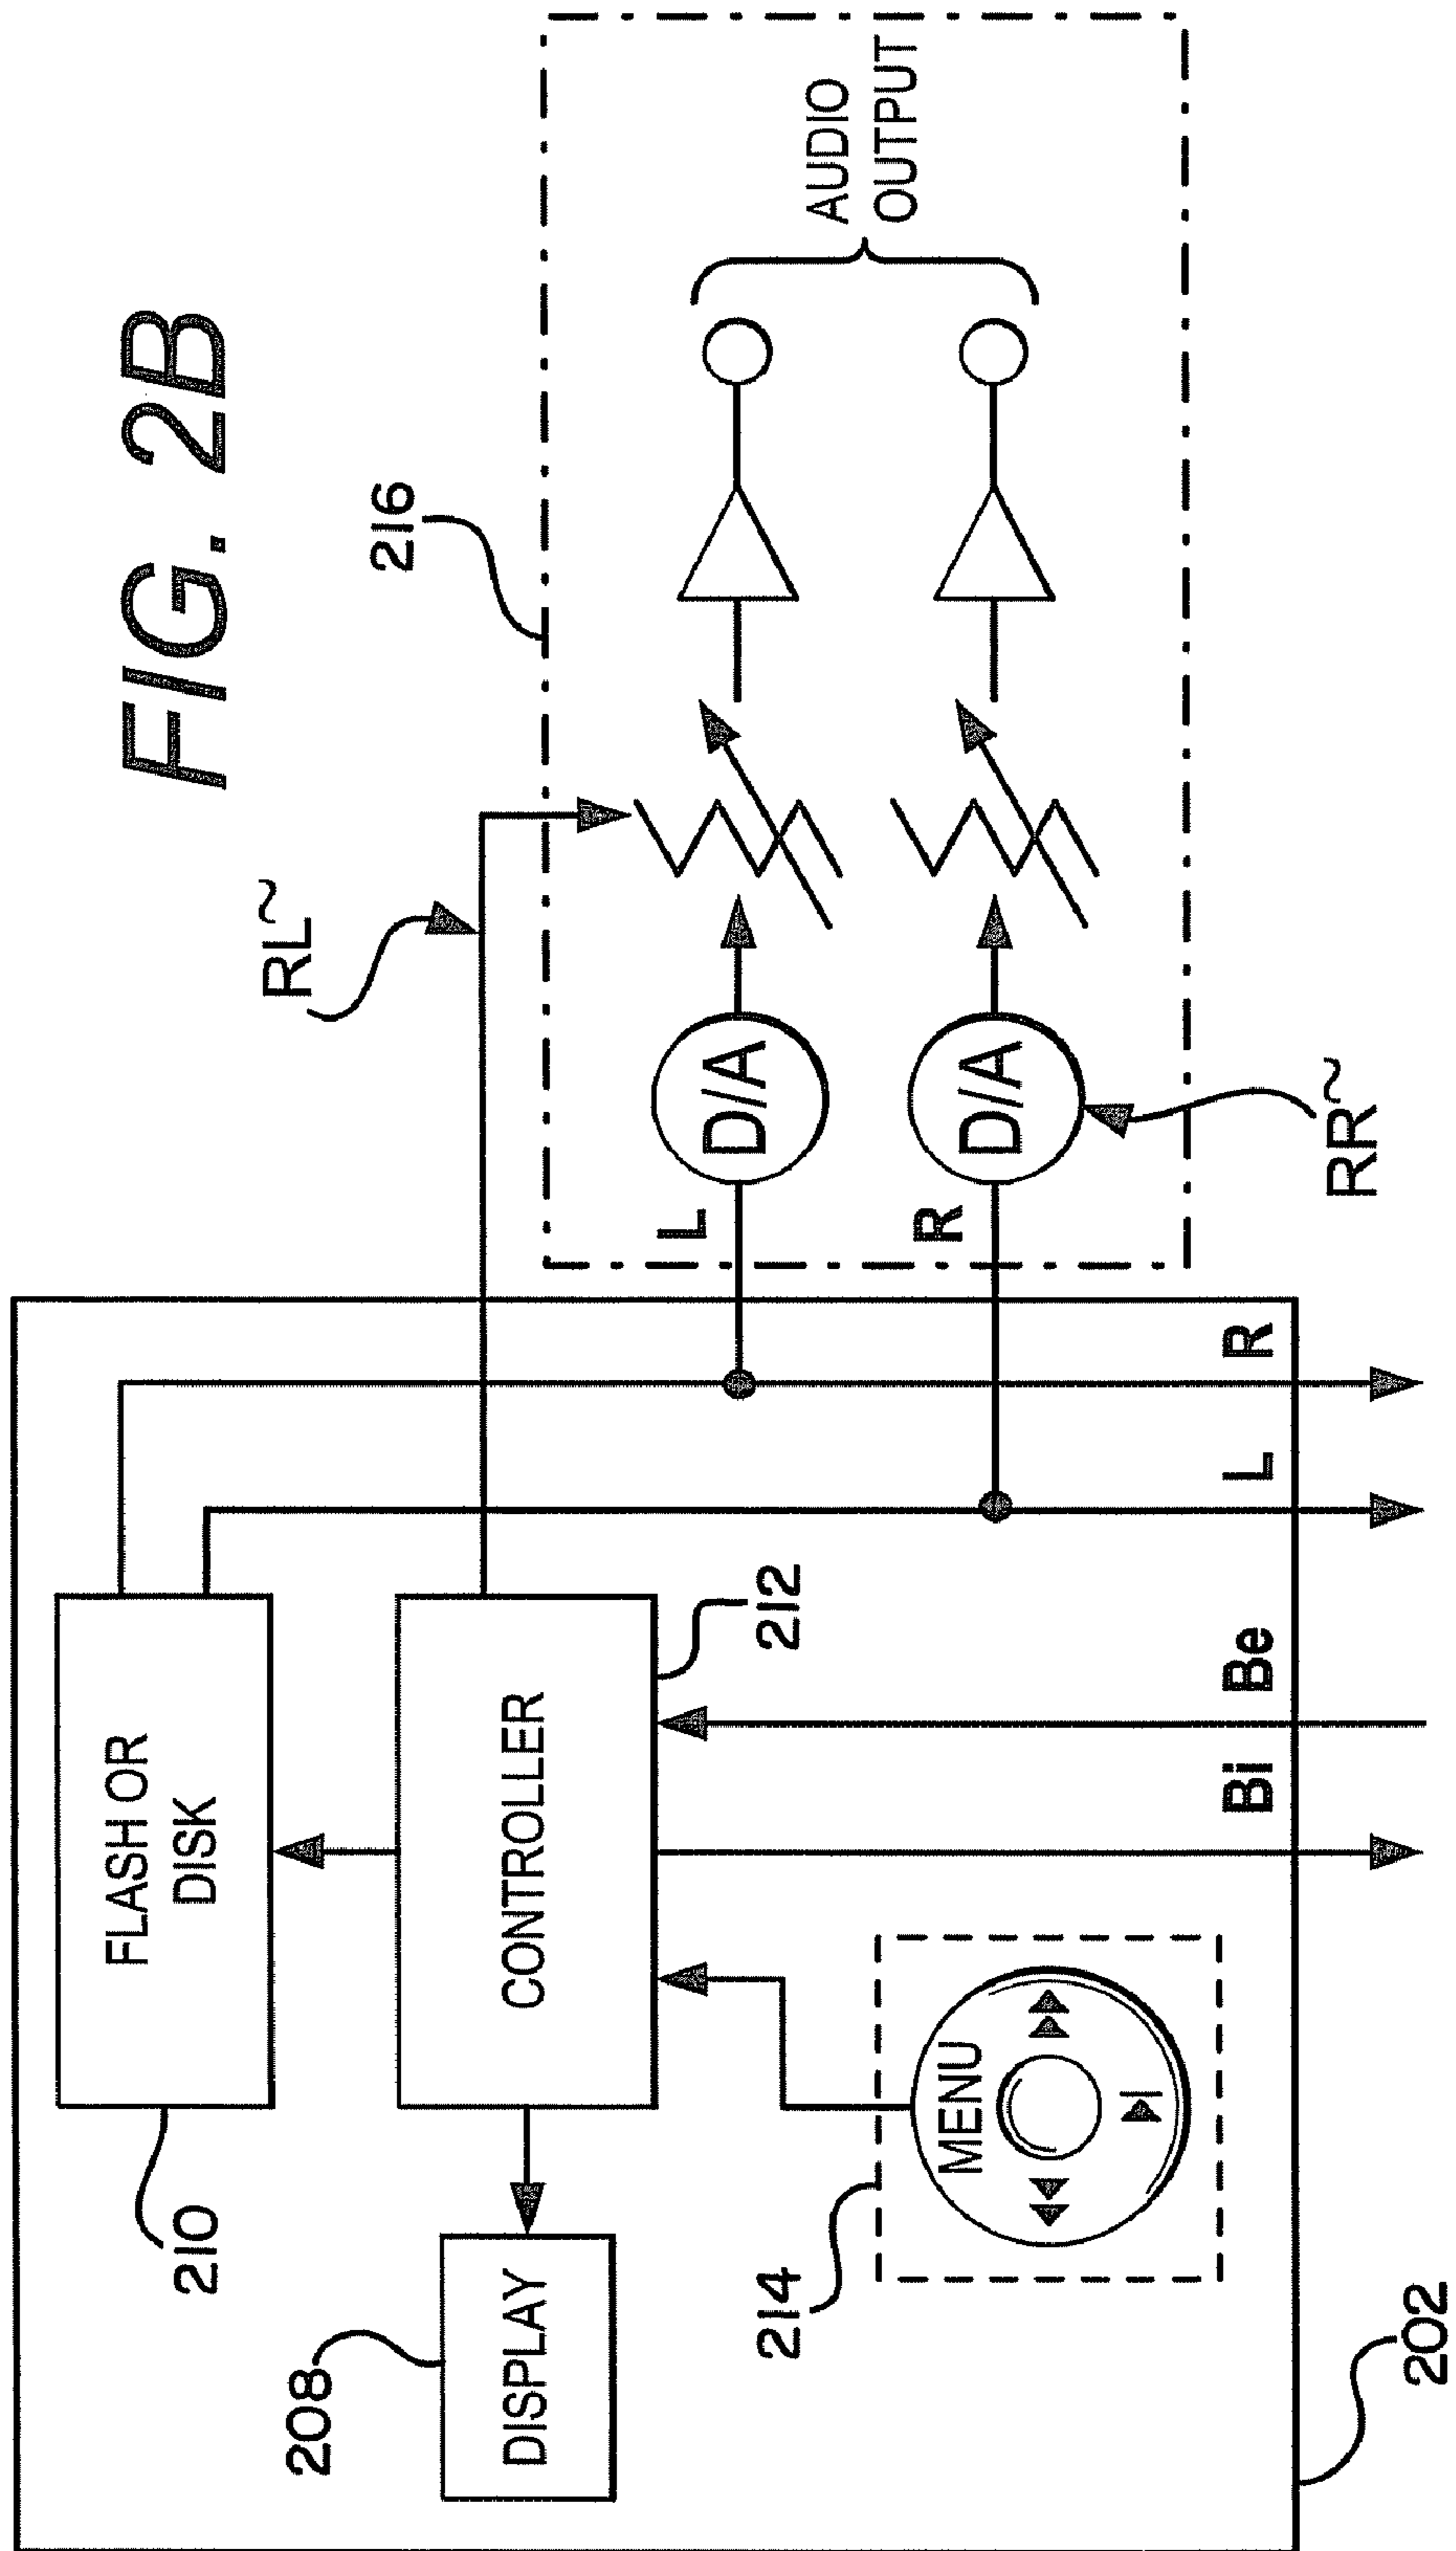 FIG. 2B
216
RL~
AUDIO
OUTPUT
D/A
D/A
L
R
RR~
FLASH OR
DISK
210
CONTROLLER
212
DISPLAY
208
MENU
214
Bi
Be
L
R
202